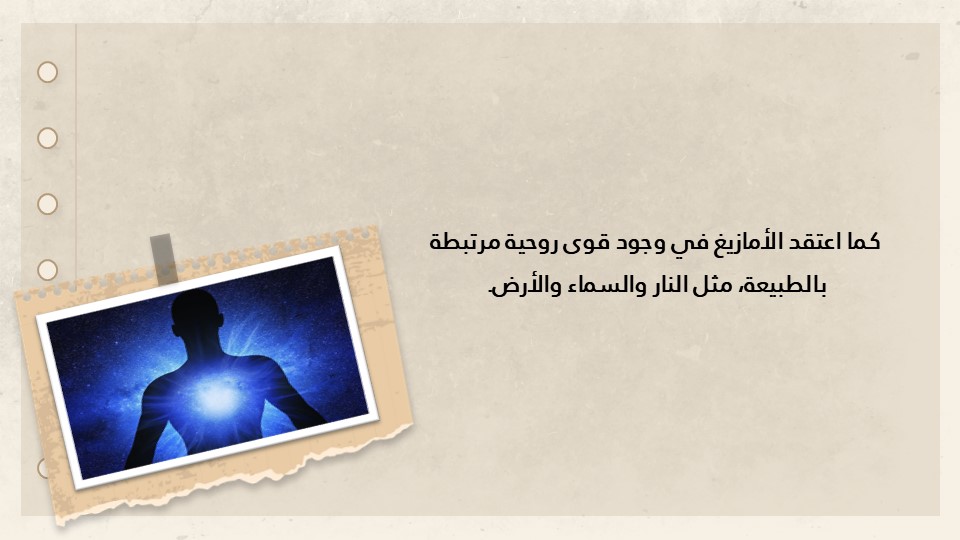 كما اعتقد الأمازيغ في وجود قوى روحية مرتبطة
بالطبيعة، مثل النار والسماء والأرض.